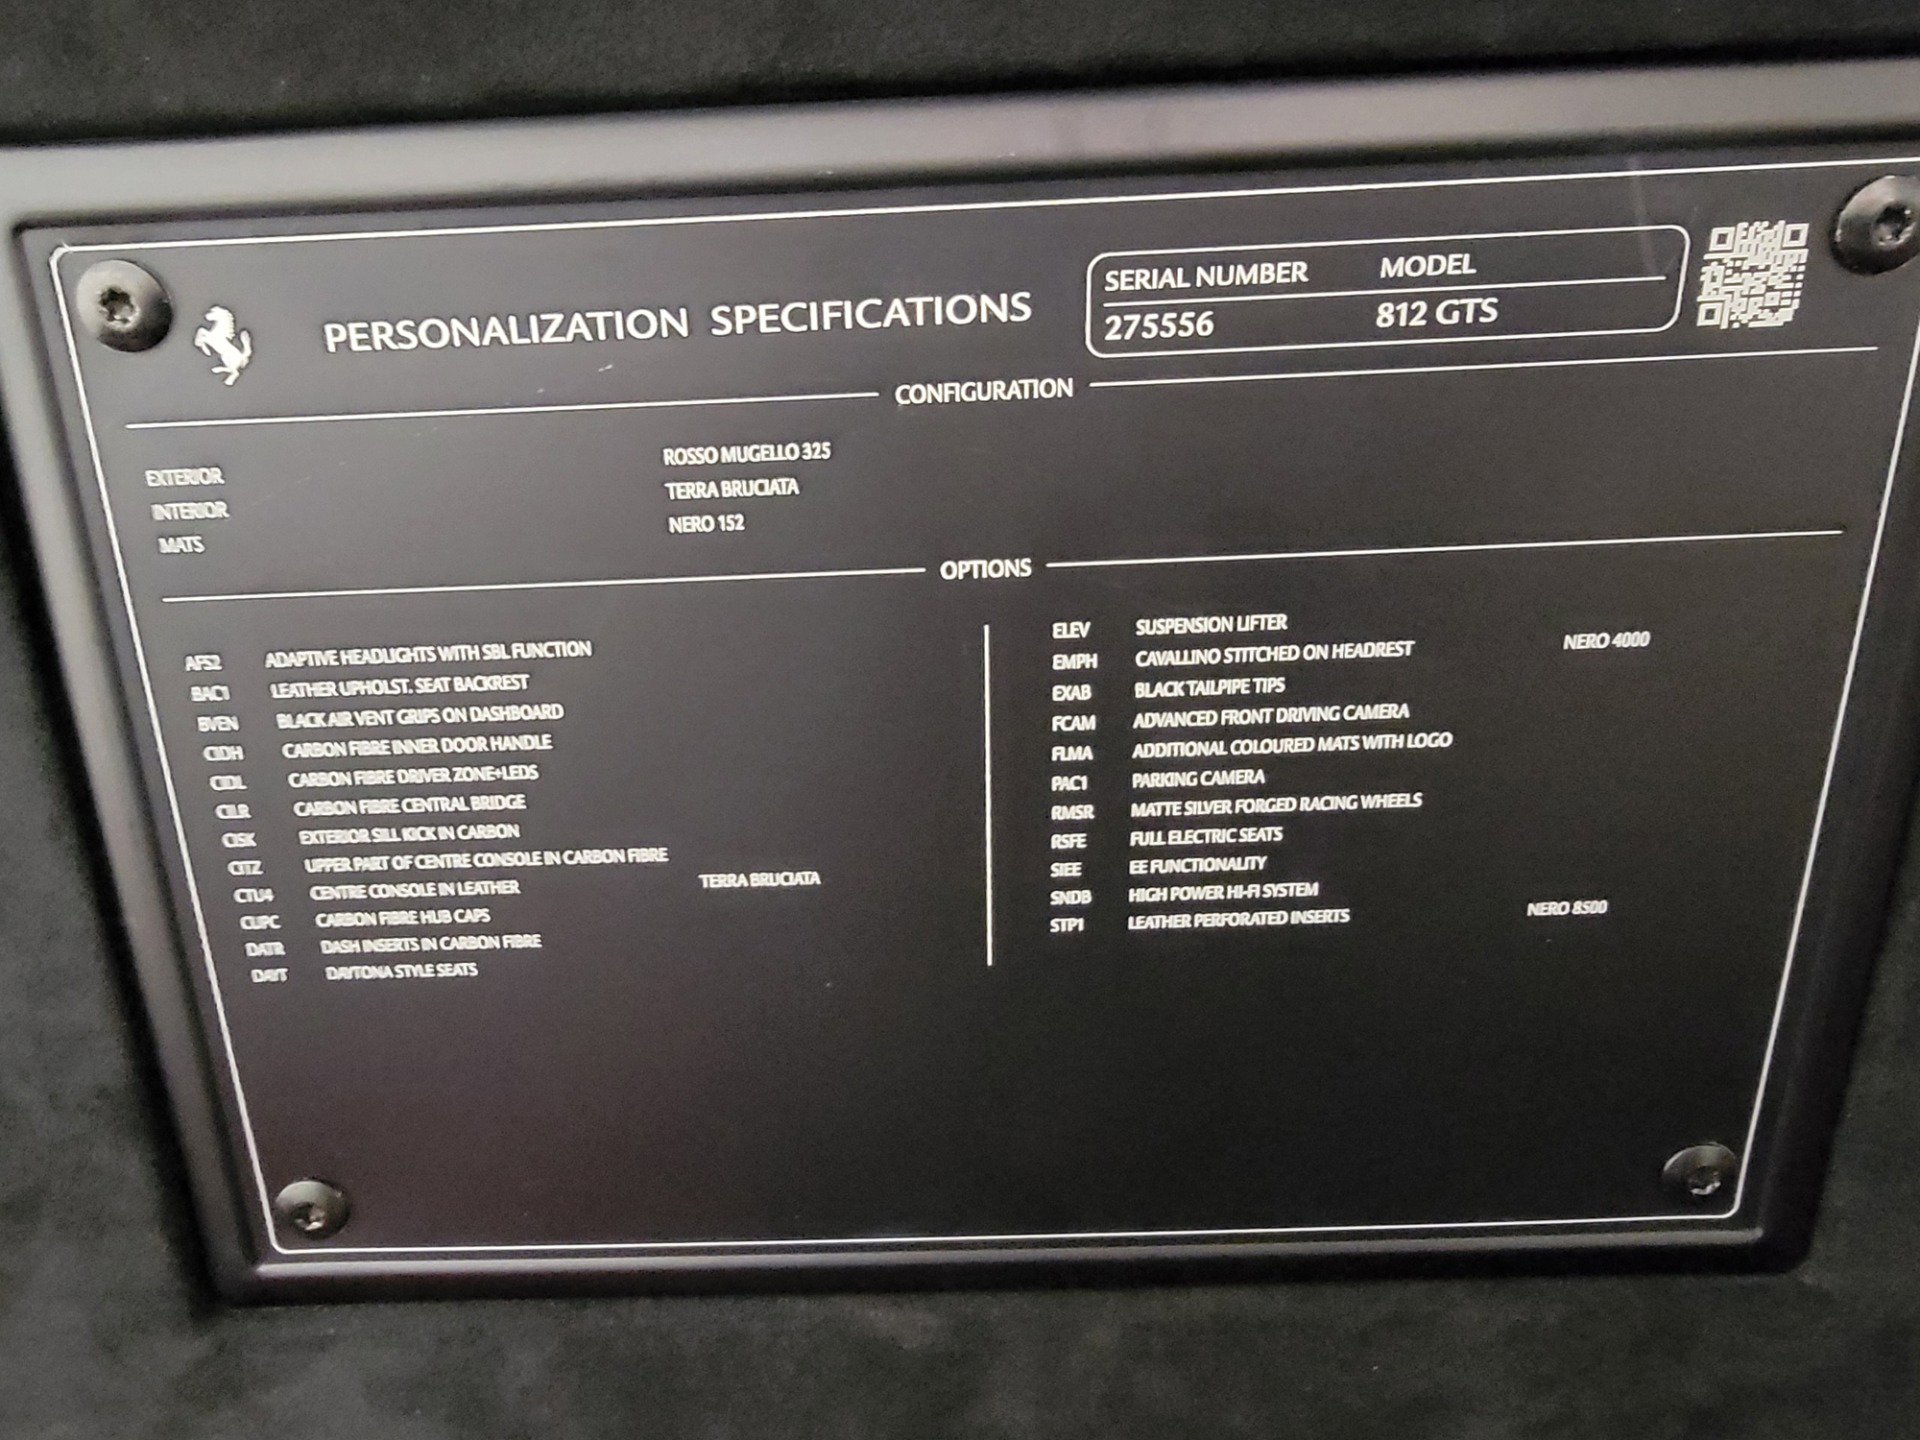 PERSONALIZATION SPECIFICATIONS
SERIAL NUMBER MODEL
275556 812 GTS
CONFIGURATION
EXTERIOR ROSSO MUGELLO 325
INTERIOR TERRA BRUCIATA
MATS NERO 152
OPTIONS
AFS2 ADAPTIVE HEADLIGHTS WITH SBL FUNCTION
BAC1 LEATHER UPHOLST. SEAT BACKREST
BVEN BLACK AIR VENT GRIPS ON DASHBOARD
CIDH CARBON FIBRE INNER DOOR HANDLE
CIDL CARBON FIBRE DRIVER ZONE+LEDS
CILR CARBON FIBRE CENTRAL BRIDGE
CISK EXTERIOR SILL KICK IN CARBON
CITZ UPPER PART OF CENTRE CONSOLE IN CARBON FIBRE
CTU4 CENTRE CONSOLE IN LEATHER TERRA BRUCIATA
CUPC CARBON FIBRE HUB CAPS
DATR DASH INSERTS IN CARBON FIBRE
DAYT DAYTONA STYLE SEATS
ELEV SUSPENSION LIFTER
EMPH CAVALLINO STITCHED ON HEADREST NERO 4000
EXAB BLACK TAILPIPE TIPS
FCAM ADVANCED FRONT DRIVING CAMERA
FLMA ADDITIONAL COLOURED MATS WITH LOGO
PAC1 PARKING CAMERA
RMSR MATTE SILVER FORGED RACING WHEELS
RSFE FULL ELECTRIC SEATS
SIEE EE FUNCTIONALITY
SNDB HIGH POWER HI-FI SYSTEM
STP1 LEATHER PERFORATED INSERTS NERO 8500